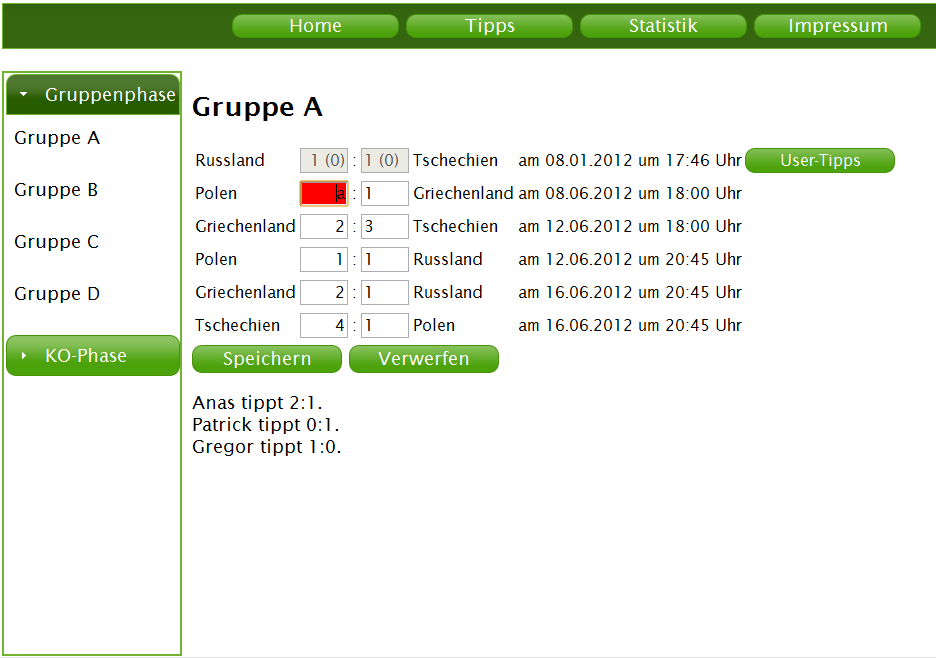 Home Tipps Statistik Impressum
Gruppenphase
Gruppe A
Gruppe B
Gruppe C
Gruppe D
KO-Phase
Gruppe A
Russland 1 (0) : 1 (0) Tschechien am 08.01.2012 um 17:46 Uhr User-Tipps
Polen a : 1 Griechenland am 08.06.2012 um 18:00 Uhr
Griechenland 2 : 3 Tschechien am 12.06.2012 um 18:00 Uhr
Polen 1 : 1 Russland am 12.06.2012 um 20:45 Uhr
Griechenland 2 : 1 Russland am 16.06.2012 um 20:45 Uhr
Tschechien 4 : 1 Polen am 16.06.2012 um 20:45 Uhr
Speichern Verwerfen
Anas tippt 2:1.
Patrick tippt 0:1.
Gregor tippt 1:0.